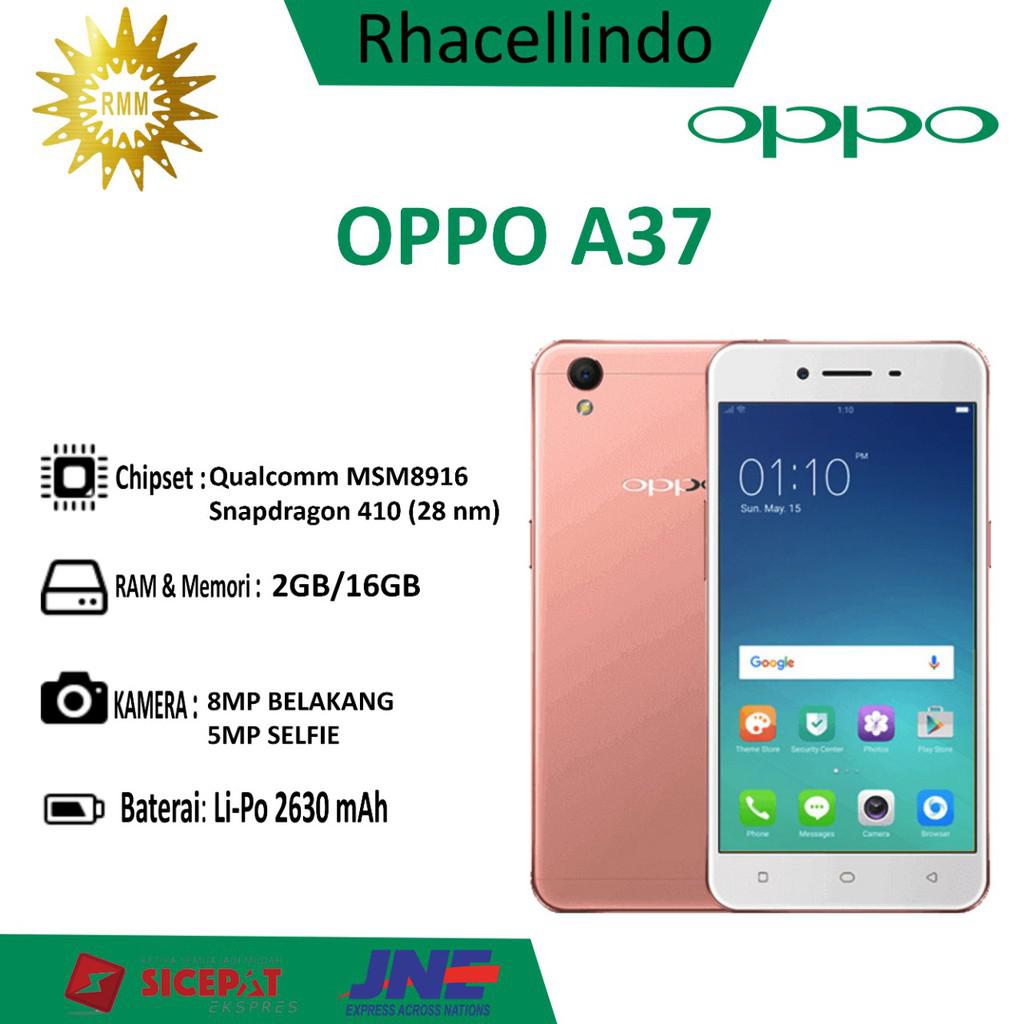 Rhacellindo
RMM
oppo
OPPO A37
Chipset : Qualcomm MSM8916
Snapdragon 410 (28 nm)
RAM & Memori : 2GB/16GB
KAMERA : 8MP BELAKANG
5MP SELFIE
Baterai: Li-Po 2630 mAh
oppo
1:10
01:10 PM
Sun. May. 15
Google
Theme Store Security Center Photos Play Store
Phone Messages Camera Browser
SICEPAT
EKSPRES
JNE
EXPRESS ACROSS NATIONS